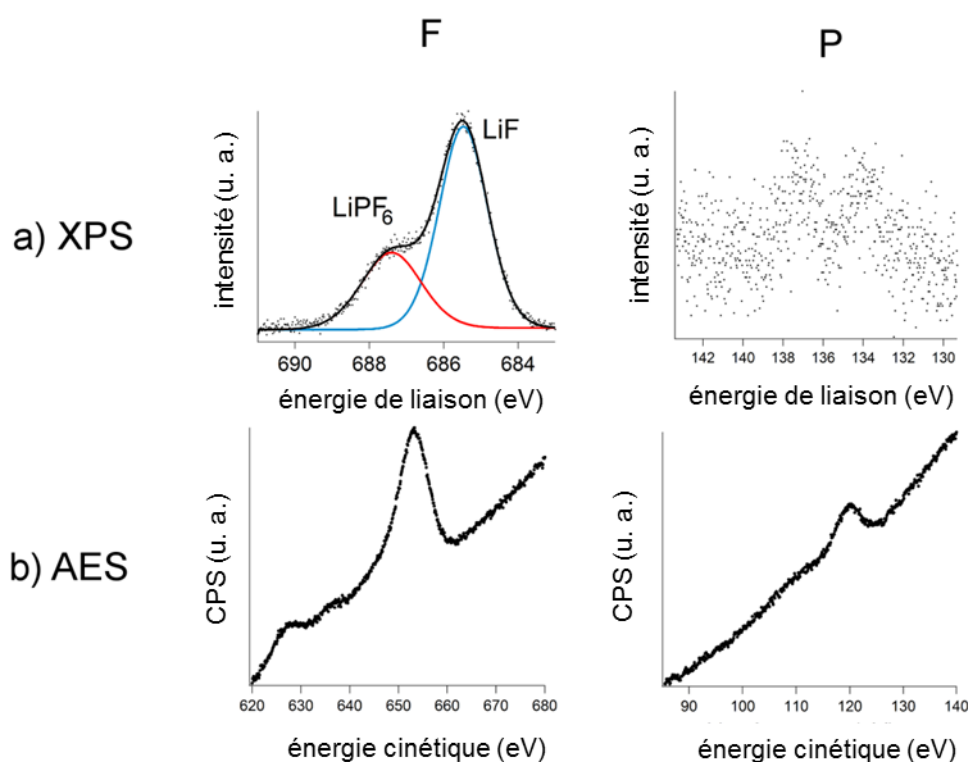 F
P
a) XPS
intensité (u. a.)
LiPF6
LiF
690 688 686 684
énergie de liaison (eV)
intensité (u. a.)
142 140 138 136 134 132 130
énergie de liaison (eV)
b) AES
CPS (u. a.)
620 630 640 650 660 670 680
énergie cinétique (eV)
CPS (u. a.)
90 100 110 120 130 140
énergie cinétique (eV)